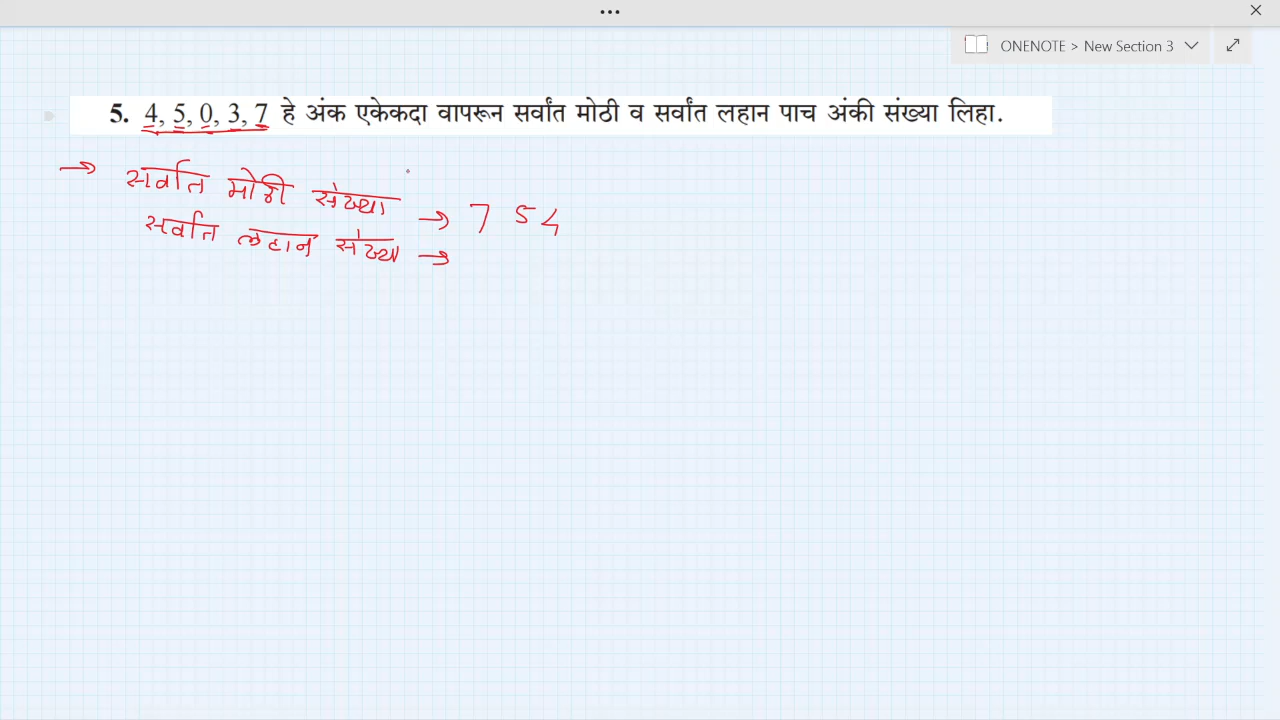 ONENOTE > New Section 3
5. 4, 5, 0, 3, 7 हे अंक एकेकदा वापरून सर्वांत मोठी व सर्वांत लहान पाच अंकी संख्या लिहा.
→ सर्वात मोठी संख्या → 7 5 4
सर्वात लहान संख्या →